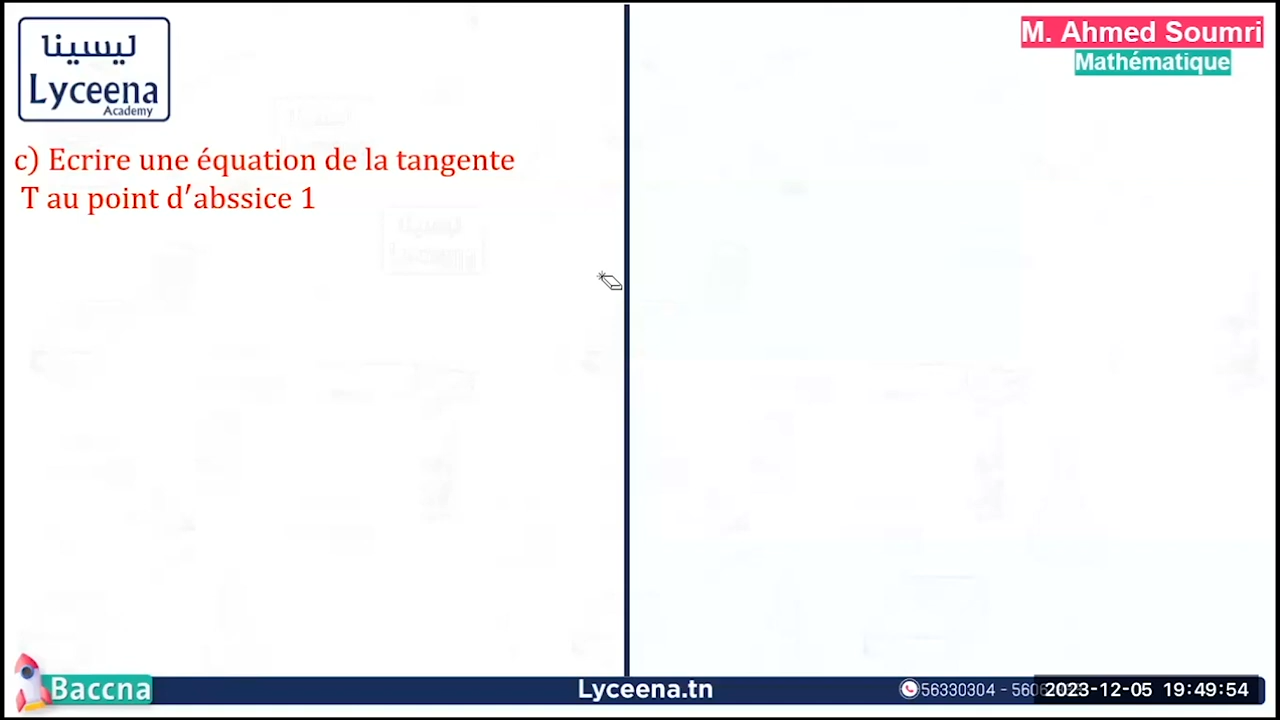 ليسينا
Lyceena
Academy
M. Ahmed Soumri
Mathématique
c) Ecrire une équation de la tangente
T au point d'abssice 1
Baccna
Lyceena.tn
56330304 -
2023-12-05 19:49:54